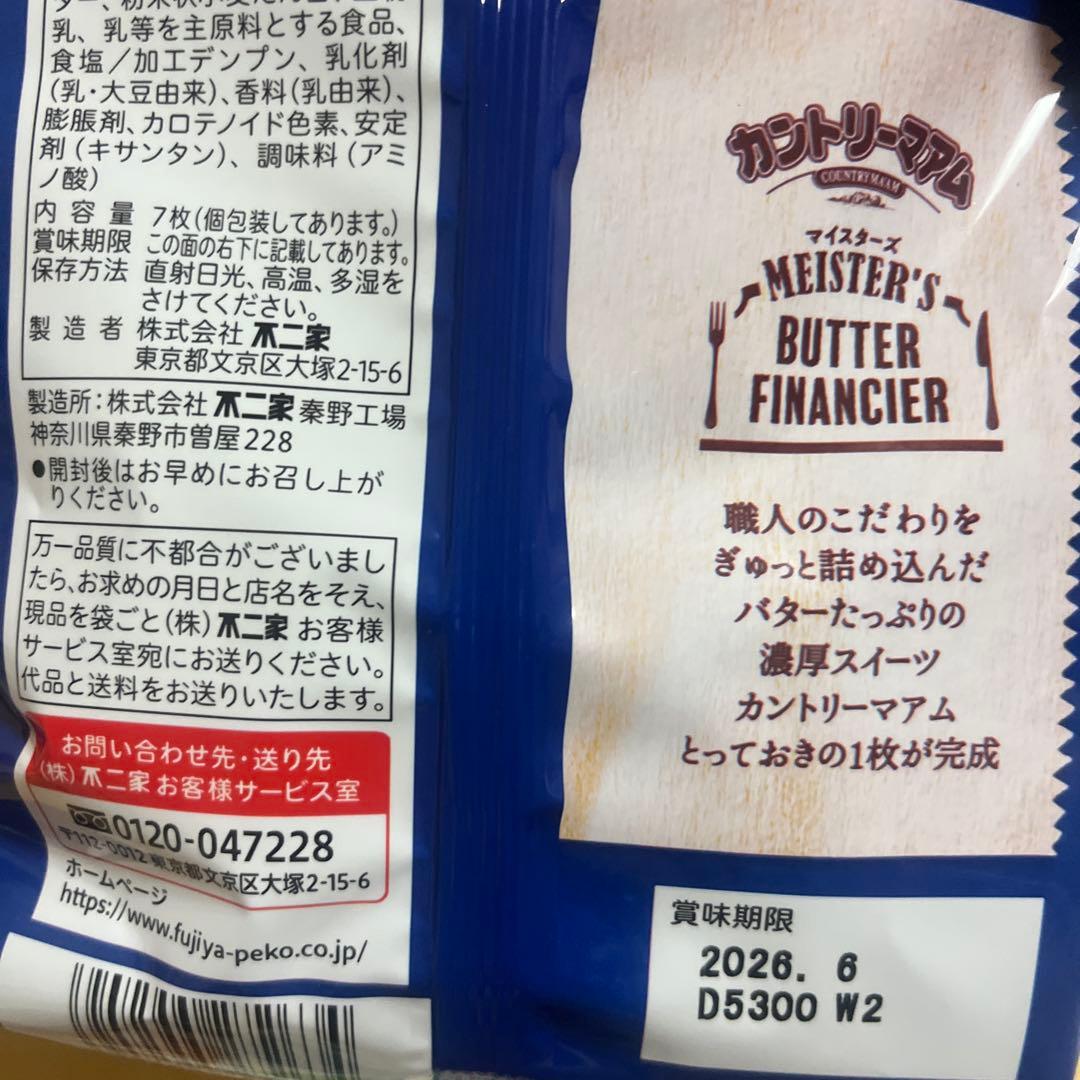 乳、乳等を主原料とする食品、
食塩/加工デンプン、乳化剤
(乳・大豆由来)、香料(乳由来)、
膨脹剤、カロテノイド色素、安定
剤(キサンタン)、調味料(アミ
ノ酸)
内容量 7枚(個包装してあります。)
賞味期限 この面の右下に記載してあります。
保存方法 直射日光、高温、多湿を
さけてください。
製造者 株式会社 不二家
東京都文京区大塚2-15-6
製造所:株式会社 不二家 秦野工場
神奈川県秦野市曽屋228
●開封後はお早めにお召し上が
りください。
万一品質に不都合がございまし
たら、お求めの月日と店名をそえ、
現品を袋ごと(株)不二家 お客様
サービス室宛にお送りください。
代品と送料をお送りいたします。
お問い合わせ先・送り先
(株)不二家 お客様サービス室
0120-047228
〒112-0012 東京都文京区大塚2-15-6
ホームページ
https://www.fujiya-peko.co.jp/
カントリーマアム
COUNTRY MA'AM
マイスターズ
MEISTER'S
BUTTER
FINANCIER
職人のこだわりを
ぎゅっと詰め込んだ
バターたっぷりの
濃厚スイーツ
カントリーマアム
とっておきの1枚が完成
賞味期限
2026. 6
D5300 W2